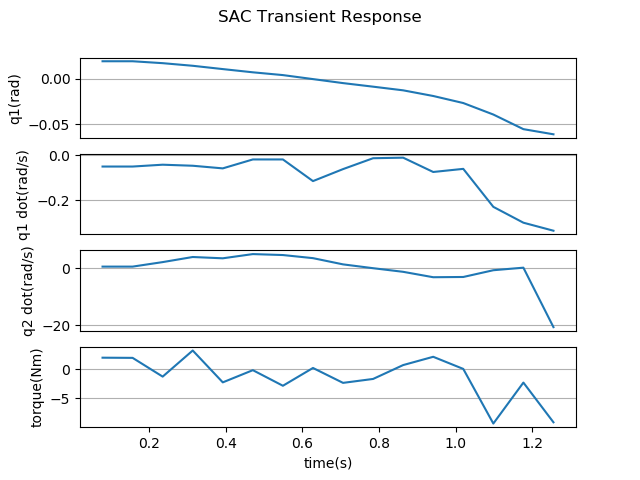 SAC Transient Response
0.00
−0.05
q1(rad)
0.0
−0.2
q1 dot(rad/s)
0
−20
q2 dot(rad/s)
0
−5
torque(Nm)
0.2 0.4 0.6 0.8 1.0 1.2
time(s)